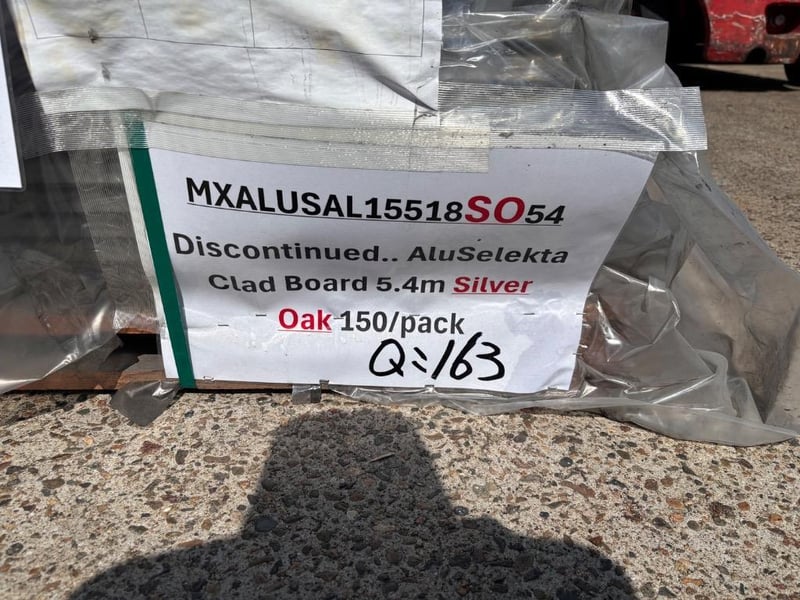 MXALUSAL15518SO54
Discontinued.. AluSelekta
Clad Board 5.4m Silver
Oak 150/pack
Q=163